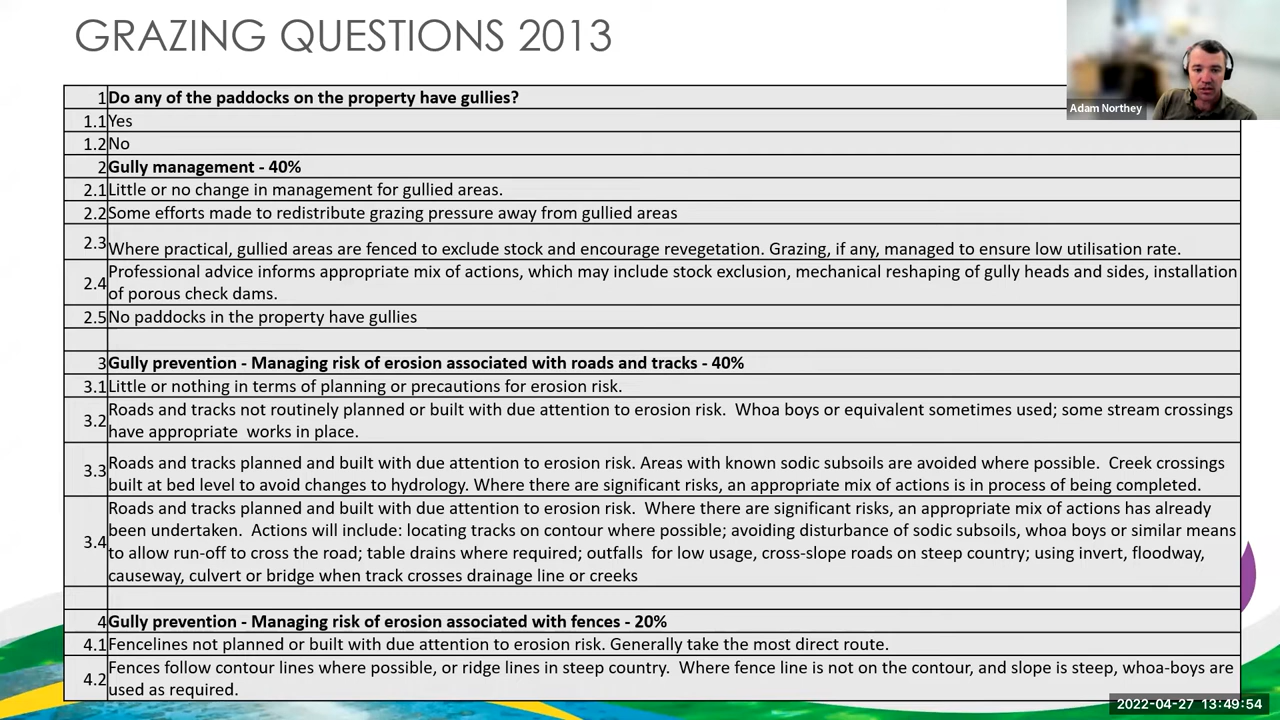 GRAZING QUESTIONS 2013
Adam Northey
1 Do any of the paddocks on the property have gullies?
1.1 Yes
1.2 No
2 Gully management - 40%
2.1 Little or no change in management for gullied areas.
2.2 Some efforts made to redistribute grazing pressure away from gullied areas
2.3 Where practical, gullied areas are fenced to exclude stock and encourage revegetation. Grazing, if any, managed to ensure low utilisation rate.
2.4 Professional advice informs appropriate mix of actions, which may include stock exclusion, mechanical reshaping of gully heads and sides, installation
of porous check dams.
2.5 No paddocks in the property have gullies
3 Gully prevention - Managing risk of erosion associated with roads and tracks - 40%
3.1 Little or nothing in terms of planning or precautions for erosion risk.
3.2 Roads and tracks not routinely planned or built with due attention to erosion risk.  Whoa boys or equivalent sometimes used; some stream crossings
have appropriate  works in place.
3.3 Roads and tracks planned and built with due attention to erosion risk. Areas with known sodic subsoils are avoided where possible.  Creek crossings
built at bed level to avoid changes to hydrology. Where there are significant risks, an appropriate mix of actions is in process of being completed.
3.4 Roads and tracks planned and built with due attention to erosion risk.  Where there are significant risks, an appropriate mix of actions has already
been undertaken.  Actions will include: locating tracks on contour where possible; avoiding disturbance of sodic subsoils, whoa boys or similar means
to allow run-off to cross the road; table drains where required; outfalls  for low usage, cross-slope roads on steep country; using invert, floodway,
causeway, culvert or bridge when track crosses drainage line or creeks
4 Gully prevention - Managing risk of erosion associated with fences - 20%
4.1 Fencelines not planned or built with due attention to erosion risk. Generally take the most direct route.
4.2 Fences follow contour lines where possible, or ridge lines in steep country.  Where fence line is not on the contour, and slope is steep, whoa-boys are
used as required.
2022-04-27 13:49:54